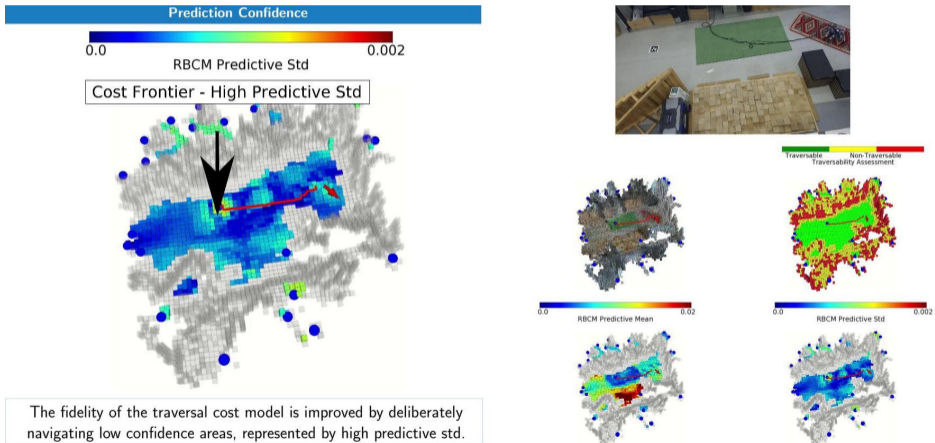 Prediction Confidence
0.0 0.002
RBCM Predictive Std
Cost Frontier - High Predictive Std
The fidelity of the traversal cost model is improved by deliberately
navigating low confidence areas, represented by high predictive std.
Traversable Non-Traversable
Traversability Assessment
0.0 0.02
RBCM Predictive Mean
0.0 0.002
RBCM Predictive Std